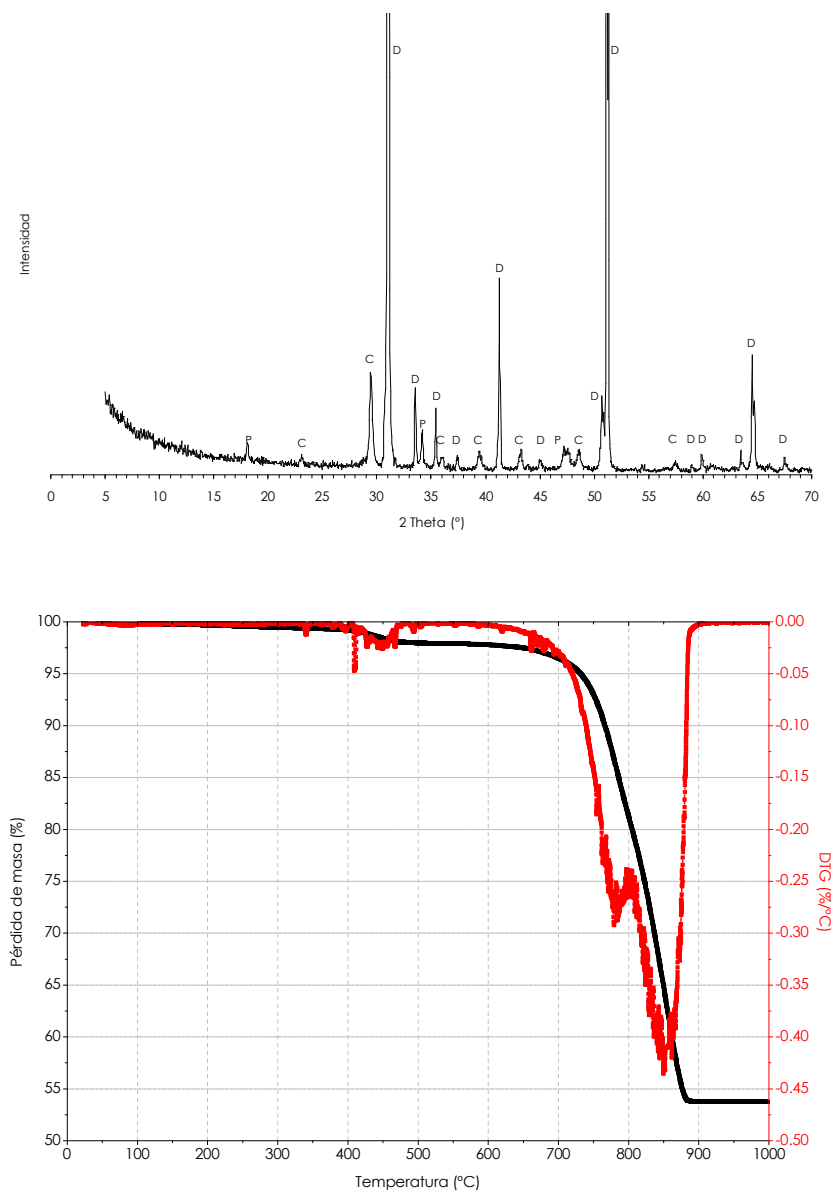 D D
Intensidad
D
C
D
D
P
D
D
P C C D C C D P C C D D D D
0 5 10 15 20 25 30 35 40 45 50 55 60 65 70
2 Theta (º)
100 0.00
95 -0.05
90 -0.10
85 -0.15
80 -0.20
75 -0.25
70 -0.30
65 -0.35
60 -0.40
55 -0.45
50 -0.50
Pérdida de masa (%)
DTG (%/ºC)
0 100 200 300 400 500 600 700 800 900 1000
Temperatura (ºC)